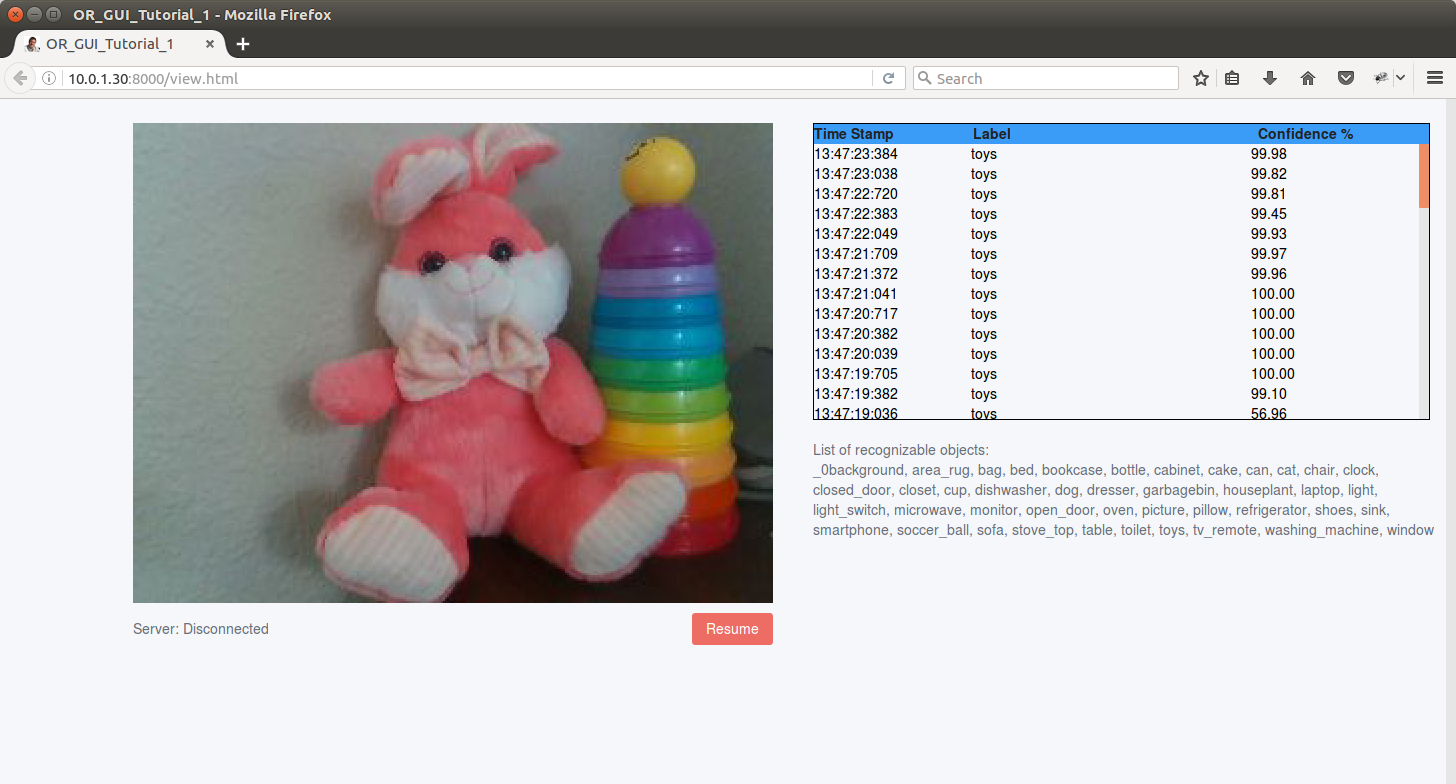 OR_GUI_Tutorial_1 - Mozilla Firefox
OR_GUI_Tutorial_1
10.0.1.30:8000/view.html
Search
Time Stamp Label Confidence %
13:47:23:384 toys 99.98
13:47:23:038 toys 99.82
13:47:22:720 toys 99.81
13:47:22:383 toys 99.45
13:47:22:049 toys 99.93
13:47:21:709 toys 99.97
13:47:21:372 toys 99.96
13:47:21:041 toys 100.00
13:47:20:717 toys 100.00
13:47:20:382 toys 100.00
13:47:20:039 toys 100.00
13:47:19:705 toys 100.00
13:47:19:382 toys 99.10
13:47:19:036 toys 56.96
List of recognizable objects:
_0background, area_rug, bag, bed, bookcase, bottle, cabinet, cake, can, cat, chair, clock,
closed_door, closet, cup, dishwasher, dog, dresser, garbagebin, houseplant, laptop, light,
light_switch, microwave, monitor, open_door, oven, picture, pillow, refrigerator, shoes, sink,
smartphone, soccer_ball, sofa, stove_top, table, toilet, toys, tv_remote, washing_machine, window
Server: Disconnected
Resume